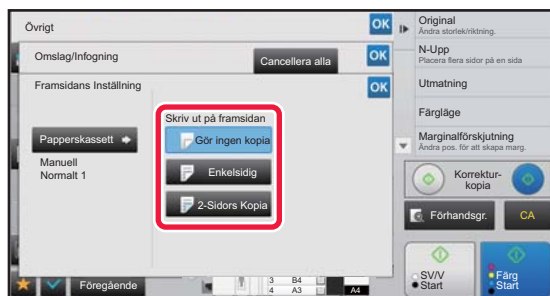 Övrigt
OK
Omslag/Infogning
Cancellera alla
OK
Framsidans Inställning
OK
Skriv ut på framsidan
Papperskassett
Gör ingen kopia
Manuell
Normalt 1
Enkelsidig
2-Sidors Kopia
Föregående
3 B4
4 A3
A4
Original
Ändra storlek/riktning.
N-Upp
Placera flera sidor på en sida
Utmatning
Färgläge
Marginalförskjutning
Ändra pos. för att skapa marg.
Korrektur-
kopia
Förhandsgr.
CA
SV/V
Start
Färg
Start